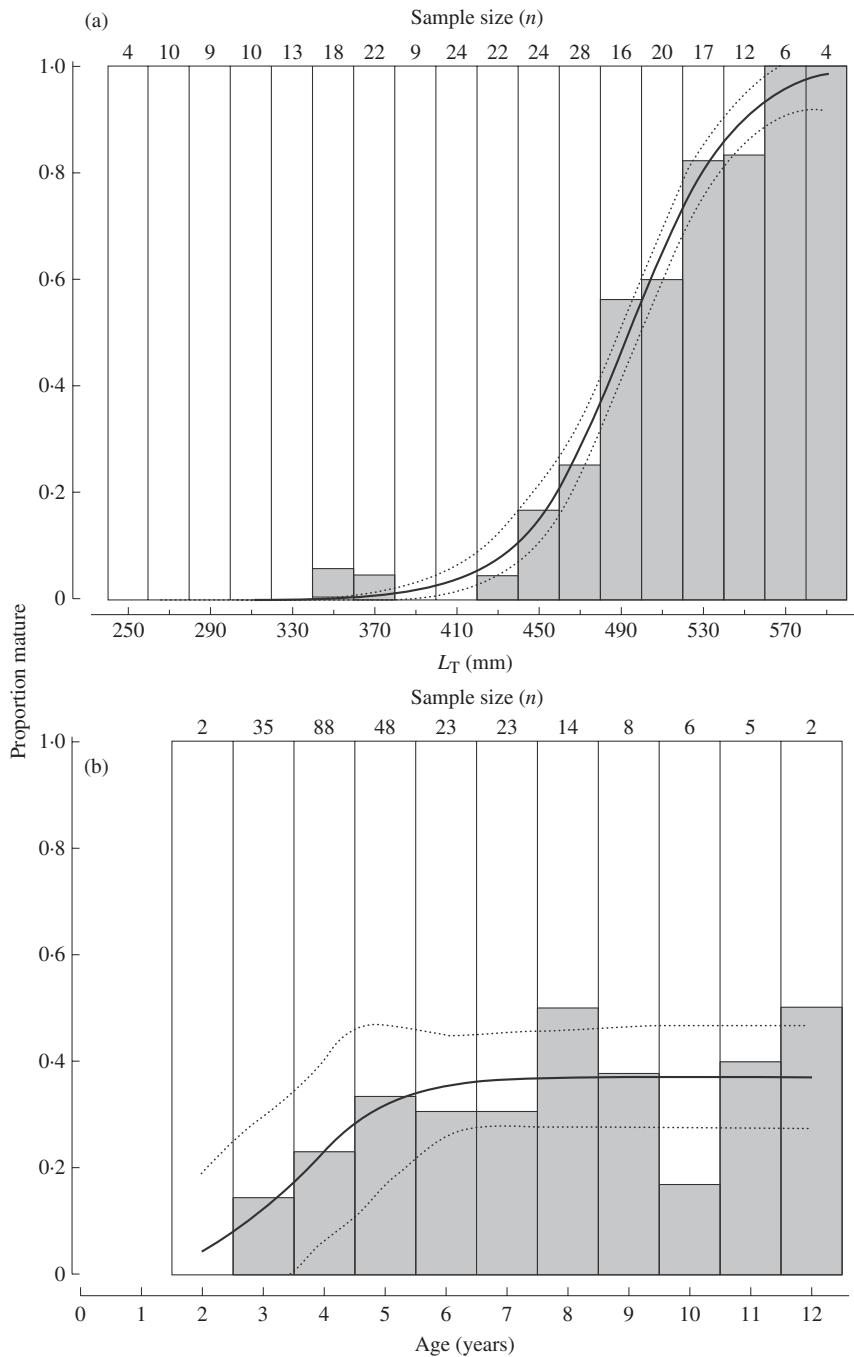 (a)
Sample size (n)
4 10 9 10 13 18 22 9 24 22 24 28 16 20 17 12 6 4
1·0
0·8
0·6
0·4
0·2
0
250 290 330 370 410 450 490 530 570
L_T (mm)
Proportion mature
Sample size (n)
2 35 88 48 23 23 14 8 6 5 2
1·0
(b)
0·8
0·6
0·4
0·2
0
0 1 2 3 4 5 6 7 8 9 10 11 12
Age (years)